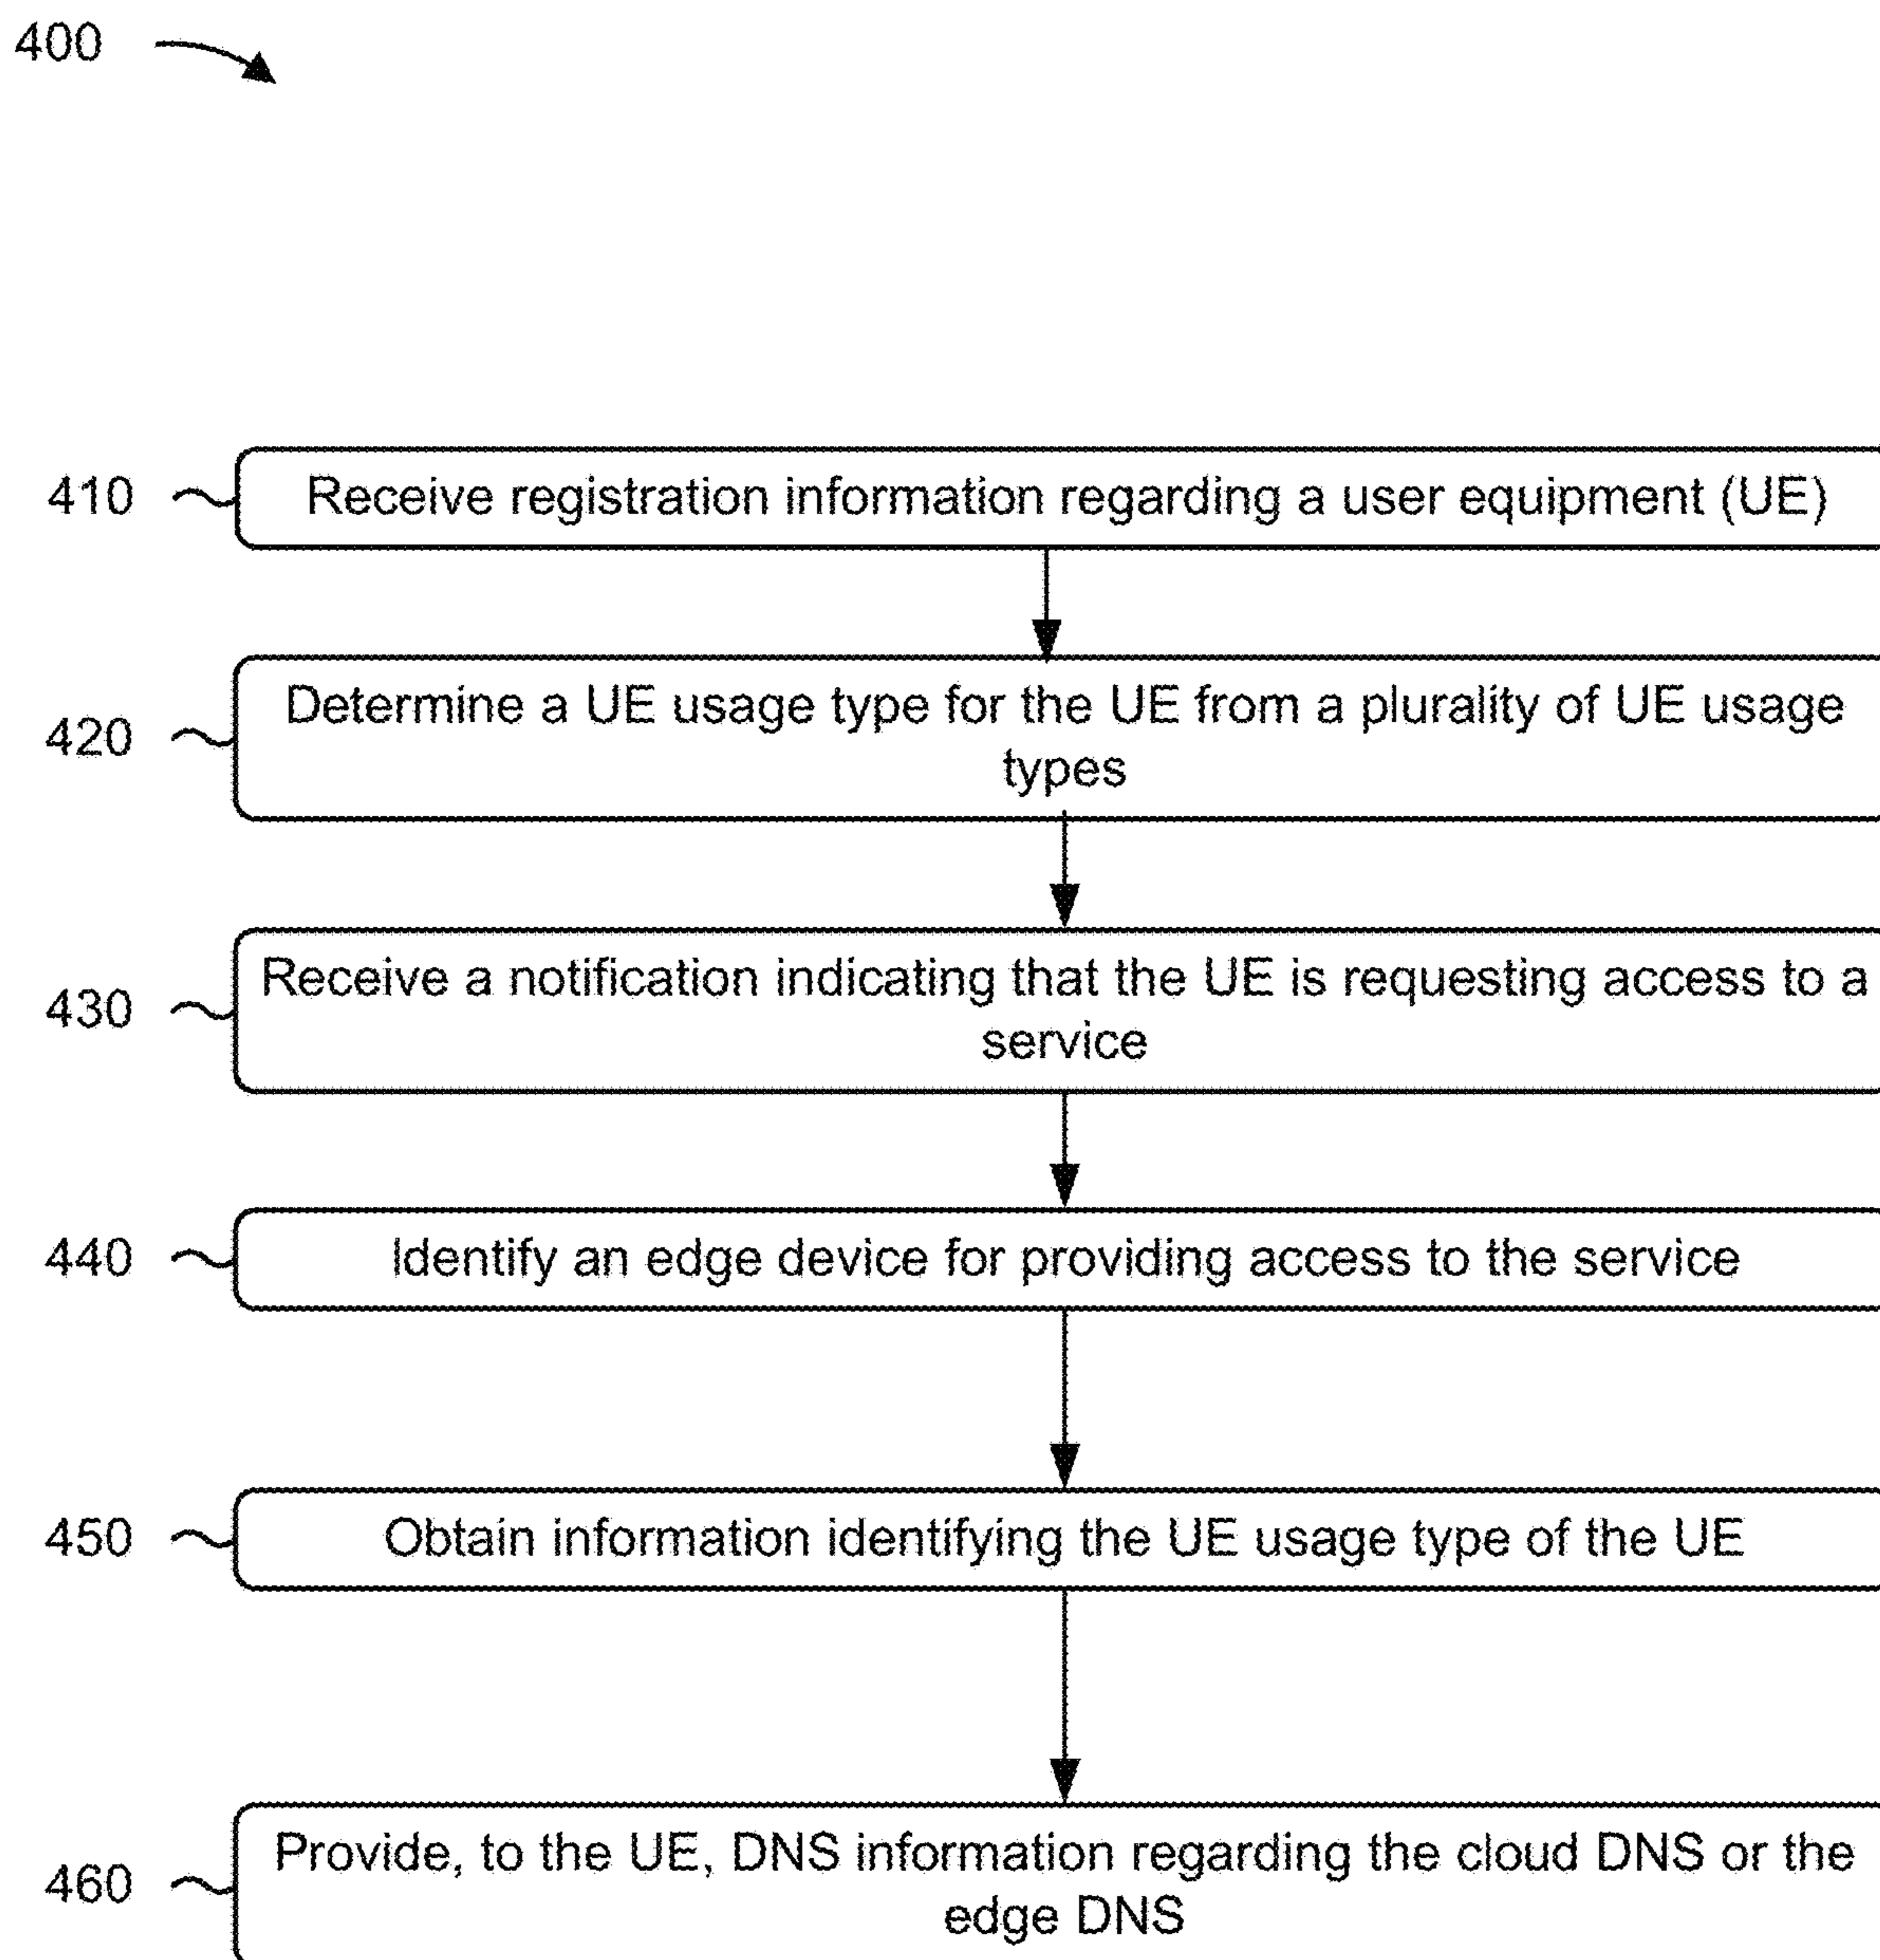 400
410 Receive registration information regarding a user equipment (UE)
420 Determine a UE usage type for the UE from a plurality of UE usage
types
430 Receive a notification indicating that the UE is requesting access to a
service
440 Identify an edge device for providing access to the service
450 Obtain information identifying the UE usage type of the UE
460 Provide, to the UE, DNS information regarding the cloud DNS or the
edge DNS